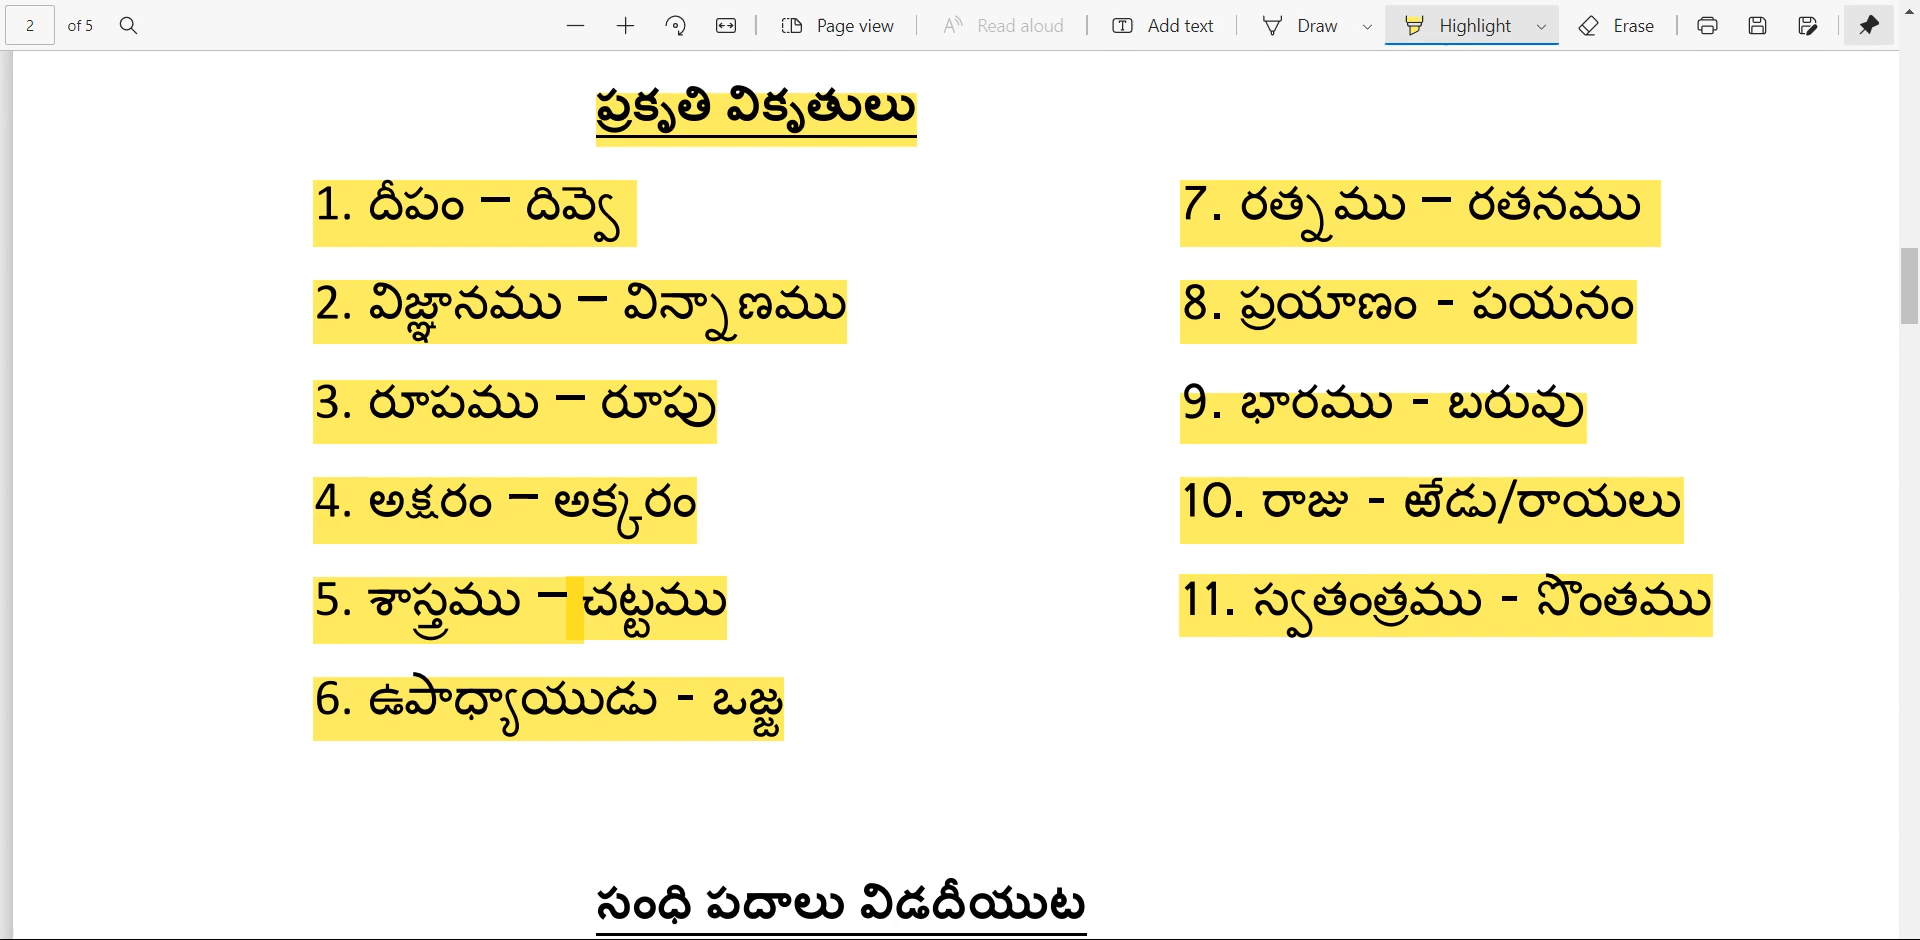 2 of 5 Page view Read aloud Add text Draw Highlight Erase
ప్రకృతి వికృతులు
1. దీపం – దివ్వె
2. విజ్ఞానము – విన్నాణము
3. రూపము – రూపు
4. అక్షరం – అక్కరం
5. శాస్త్రము – చట్టము
6. ఉపాధ్యాయుడు - ఒజ్జ
7. రత్నము – రతనము
8. ప్రయాణం - పయనం
9. భారము - బరువు
10. రాజు - ఱేడు/రాయలు
11. స్వతంత్రము - సొంతము
సంధి పదాలు విడదీయుట